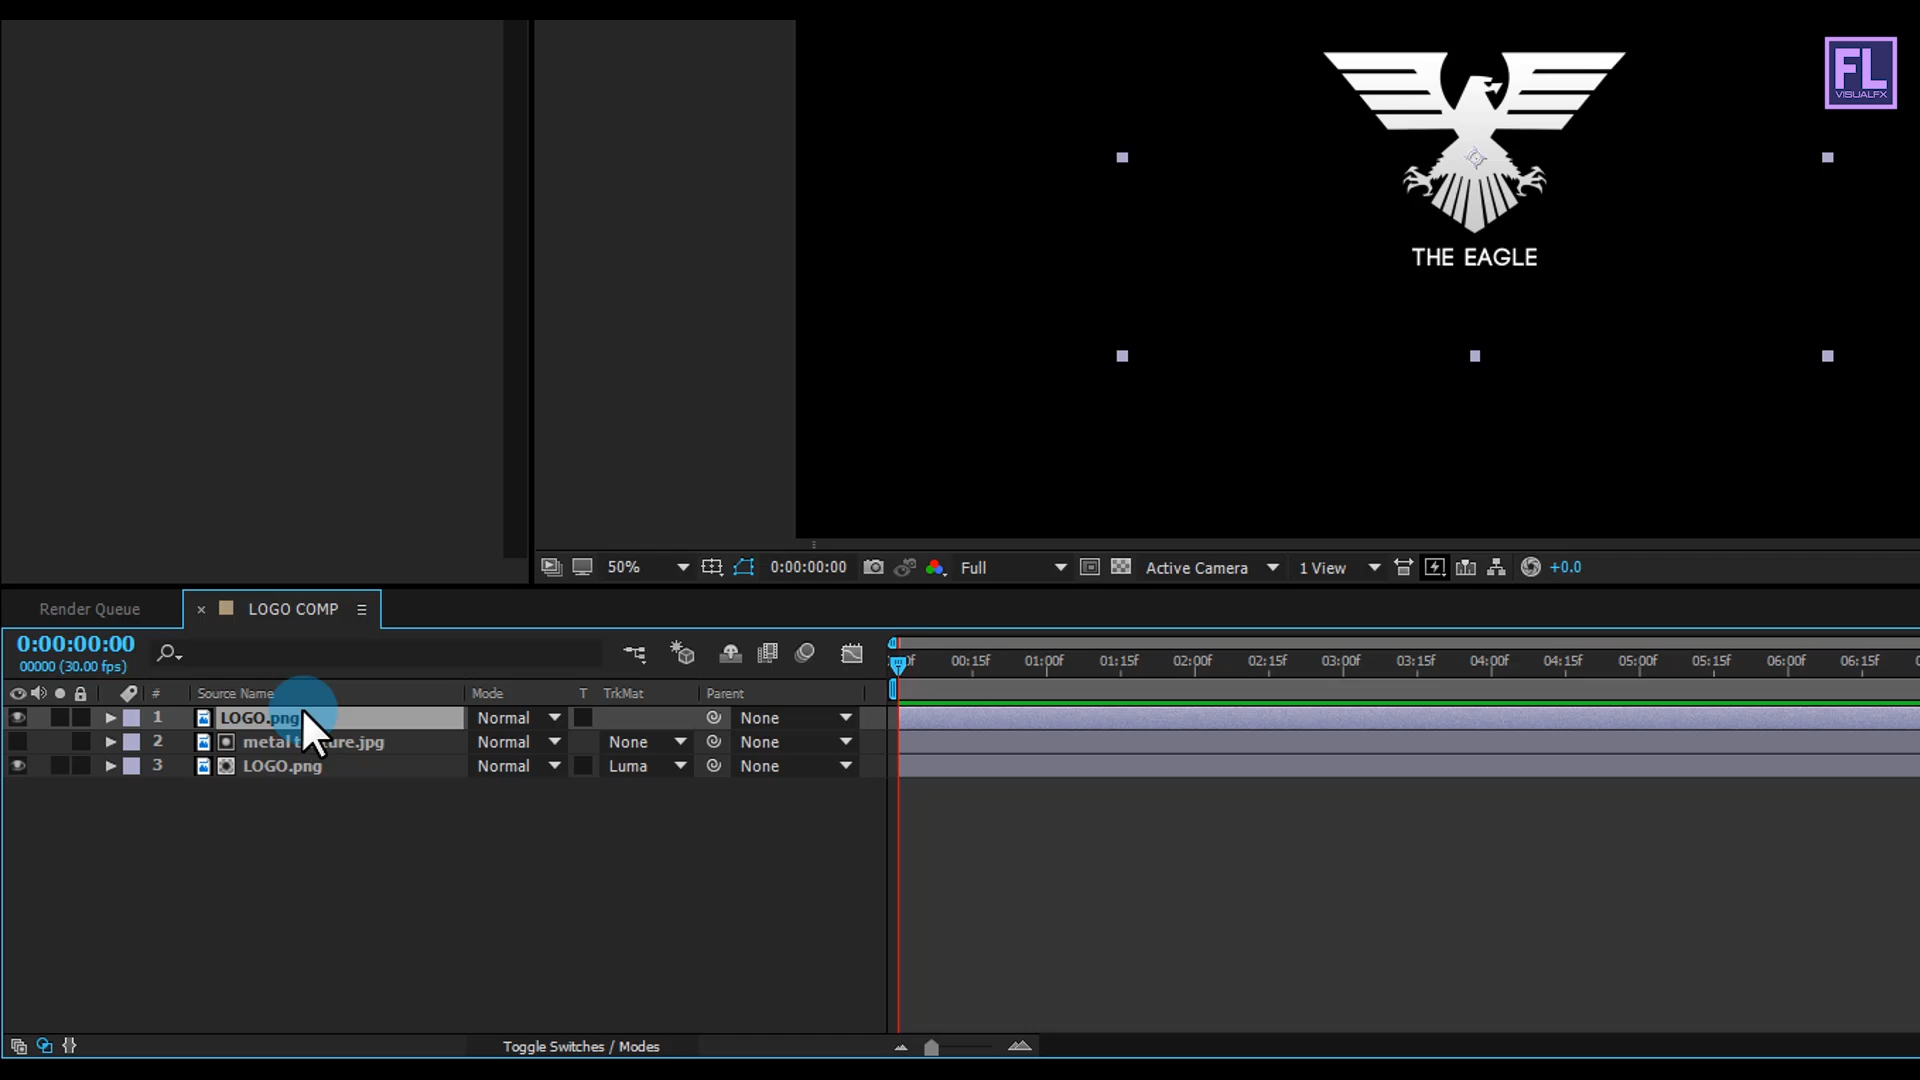 FL
VISUALFX
THE EAGLE
50% 0:00:00:00 Full Active Camera 1 View +0.0
Render Queue × LOGO COMP
0:00:00:00
00000 (30.00 fps)
00:15f 01:00f 01:15f 02:00f 02:15f 03:00f 03:15f 04:00f 04:15f 05:00f 05:15f 06:00f 06:15f
# Source Name Mode T TrkMat Parent
1 LOGO.png Normal None
2 metal Normal None None
3 LOGO.png Normal Luma None
Toggle Switches / Modes